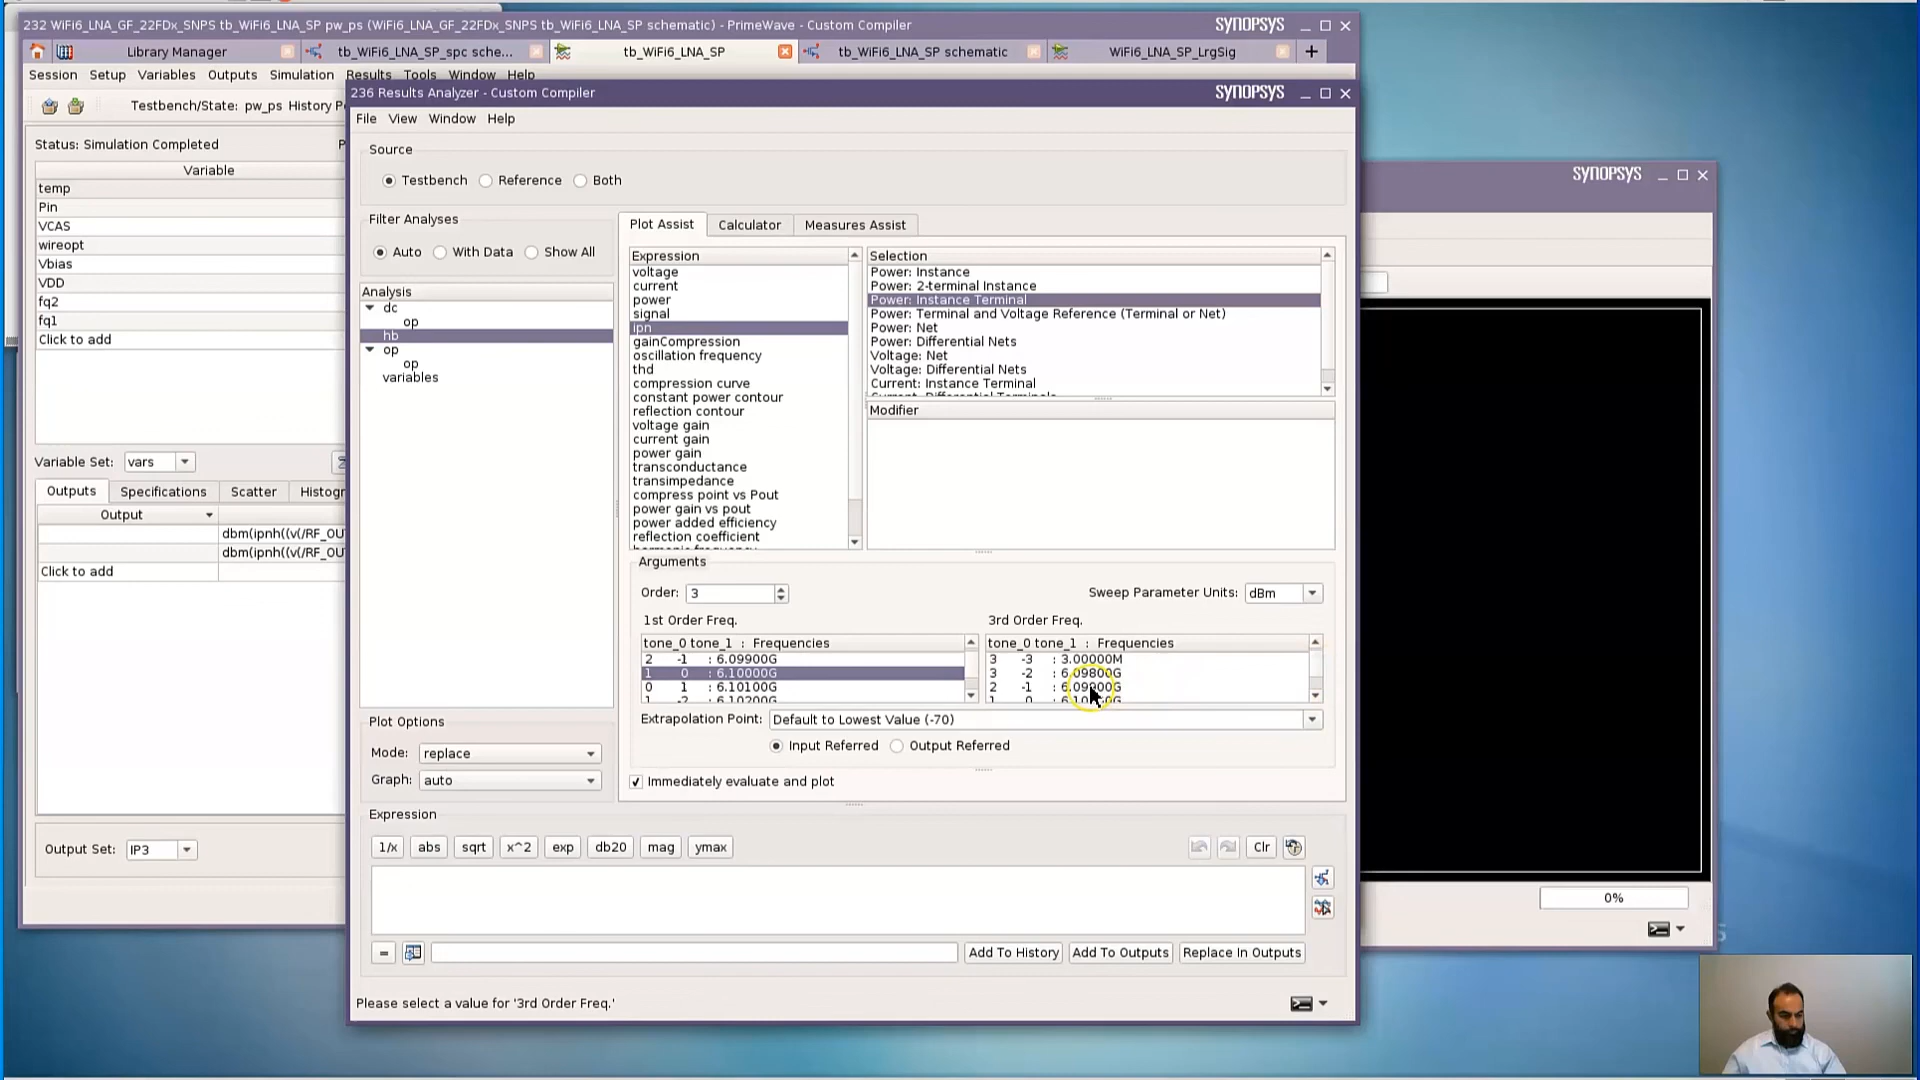 232 WiFi6_LNA_GF_22FDx_SNPS tb_WiFi6_LNA_SP pw_ps (WiFi6_LNA_GF_22FDx_SNPS tb_WiFi6_LNA_SP schematic) - PrimeWave - Custom Compiler
SYNOPSYS
Library Manager
tb_WiFi6_LNA_SP_spc sche...
tb_WiFi6_LNA_SP
tb_WiFi6_LNA_SP schematic
WiFi6_LNA_SP_LrgSig
Session Setup Variables Outputs Simulation Results Tools Window Help
236 Results Analyzer - Custom Compiler
SYNOPSYS
Testbench/State: pw_ps History
File View Window Help
Status: Simulation Completed
Source
Variable
Testbench Reference Both
SYNOPSYS
temp
Pin
VCAS
wireopt
Vbias
VDD
fq2
fq1
Click to add
Filter Analyses
Auto With Data Show All
Analysis
dc
op
hb
op
op
variables
Plot Assist Calculator Measures Assist
Expression
voltage
current
power
signal
ipn
gainCompression
oscillation frequency
thd
compression curve
constant power contour
reflection contour
voltage gain
current gain
power gain
transconductance
transimpedance
compress point vs Pout
power gain vs pout
power added efficiency
reflection coefficient
Selection
Power: Instance
Power: 2-terminal Instance
Power: Instance Terminal
Power: Terminal and Voltage Reference (Terminal or Net)
Power: Net
Power: Differential Nets
Voltage: Net
Voltage: Differential Nets
Current: Instance Terminal
Modifier
Variable Set: vars
Outputs Specifications Scatter Histogr
Output
dbm(ipnh((v(/RF_OU
dbm(ipnh((v(/RF_OU
Click to add
Arguments
Order: 3
Sweep Parameter Units: dBm
1st Order Freq.
tone_0 tone_1 : Frequencies
2 -1 : 6.09900G
1 0 : 6.10000G
0 1 : 6.10100G
1 -2 : 6.10200G
3rd Order Freq.
tone_0 tone_1 : Frequencies
3 -3 : 3.00000M
3 -2 : 6.09800G
2 -1 : 6.09900G
Extrapolation Point: Default to Lowest Value (-70)
Input Referred Output Referred
Immediately evaluate and plot
Plot Options
Mode: replace
Graph: auto
Output Set: IP3
Expression
1/x abs sqrt x^2 exp db20 mag ymax
Clr
0%
= Add To History Add To Outputs Replace In Outputs
Please select a value for '3rd Order Freq.'